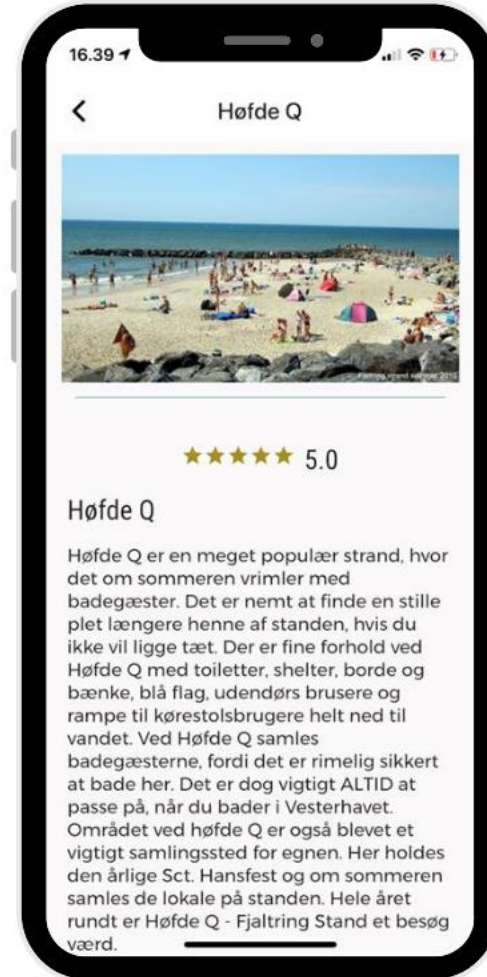 16.39
Høfde Q
Fjaltring strand sommer 2015
5.0
Høfde Q
Høfde Q er en meget populær strand, hvor
det om sommeren vrimler med
badegæster. Det er nemt at finde en stille
plet længere henne af standen, hvis du
ikke vil ligge tæt. Der er fine forhold ved
Høfde Q med toiletter, shelter, borde og
bænke, blå flag, udendørs brusere og
rampe til kørestolsbrugere helt ned til
vandet. Ved Høfde Q samles
badegæsterne, fordi det er rimelig sikkert
at bade her. Det er dog vigtigt ALTID at
passe på, når du bader i Vesterhavet.
Området ved høfde Q er også blevet et
vigtigt samlingssted for egnen. Her holdes
den årlige Sct. Hansfest og om sommeren
samles de lokale på standen. Hele året
rundt er Høfde Q - Fjaltring Stand et besøg
værd.